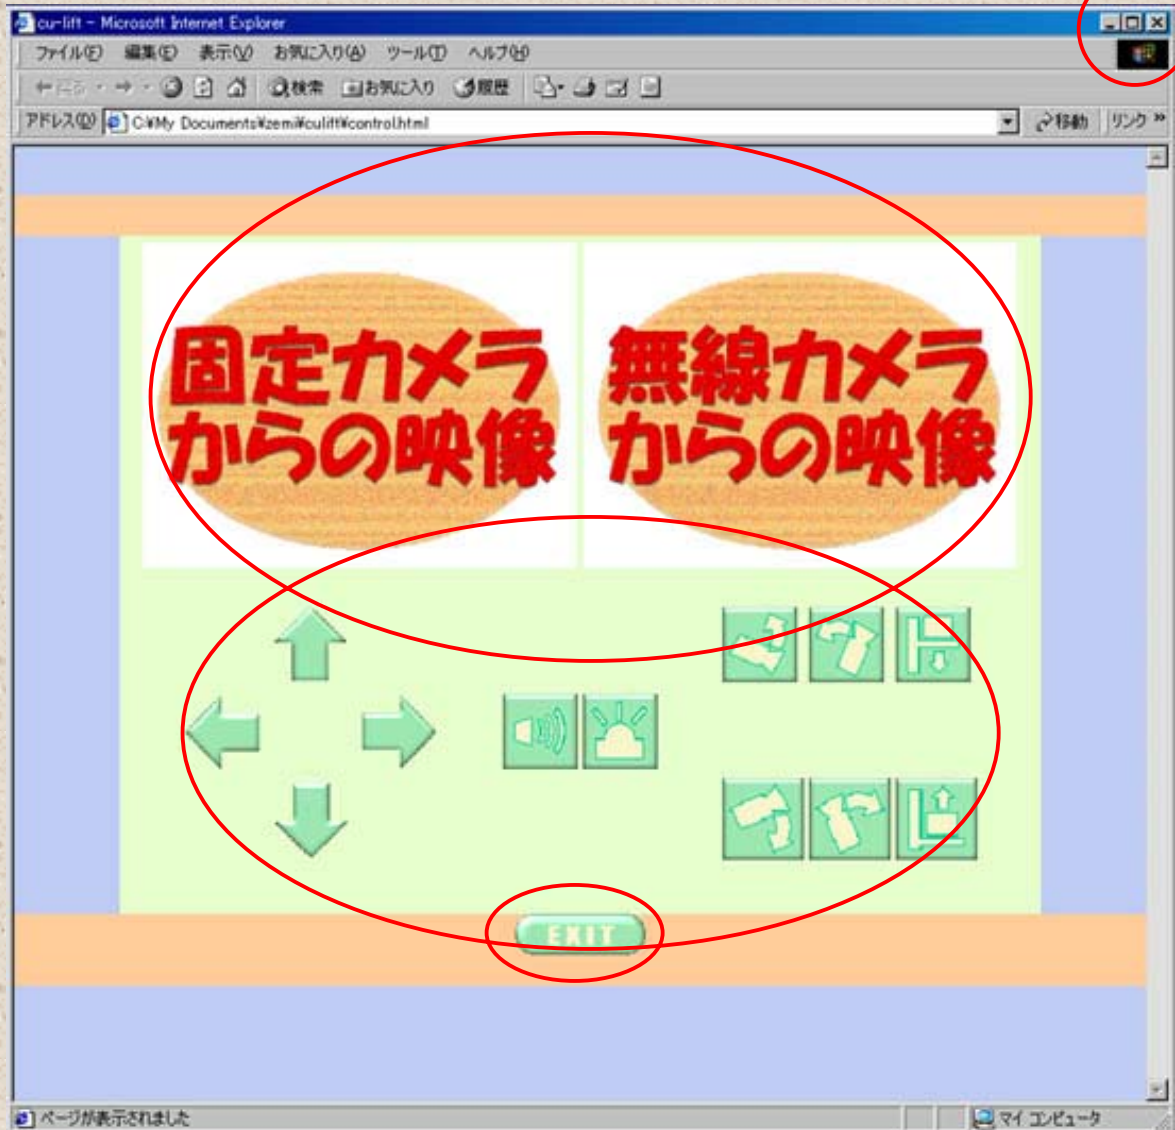 cu-lift - Microsoft Internet Explorer
ファイル(F) 編集(E) 表示(V) お気に入り(A) ツール(T) ヘルプ(H)
戻る 検索 お気に入り 履歴
アドレス(D) C:¥My Documents¥zemi¥culift¥control.html 移動 リンク »
固定カメラ
からの映像
無線カメラ
からの映像
EXIT
ページが表示されました マイ コンピュータ